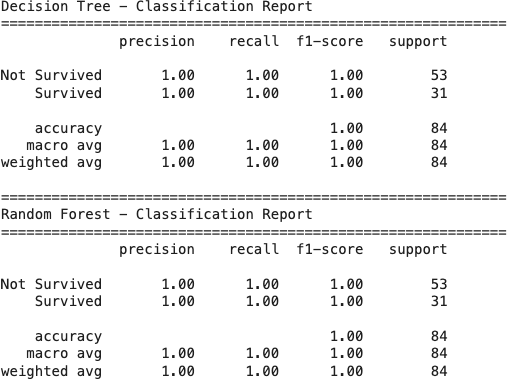 Decision Tree - Classification Report
============================================================
              precision    recall  f1-score   support

Not Survived       1.00      1.00      1.00        53
    Survived       1.00      1.00      1.00        31

    accuracy                           1.00        84
   macro avg       1.00      1.00      1.00        84
weighted avg       1.00      1.00      1.00        84

============================================================
Random Forest - Classification Report
============================================================
              precision    recall  f1-score   support

Not Survived       1.00      1.00      1.00        53
    Survived       1.00      1.00      1.00        31

    accuracy                           1.00        84
   macro avg       1.00      1.00      1.00        84
weighted avg       1.00      1.00      1.00        84